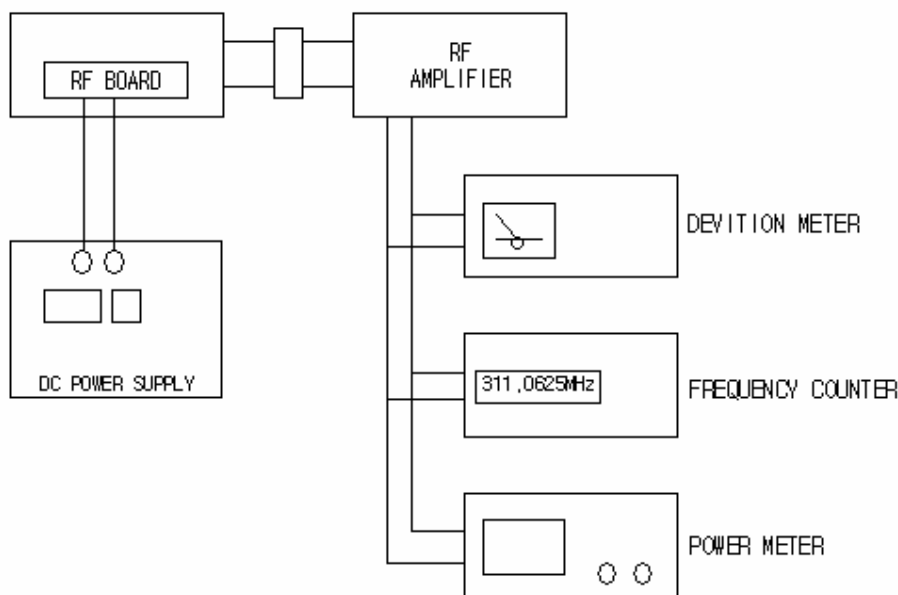 RF BOARD
RF
AMPLIFIER
DEVITION METER
DC POWER SUPPLY
311,0625MHz
FREQUENCY COUNTER
POWER METER